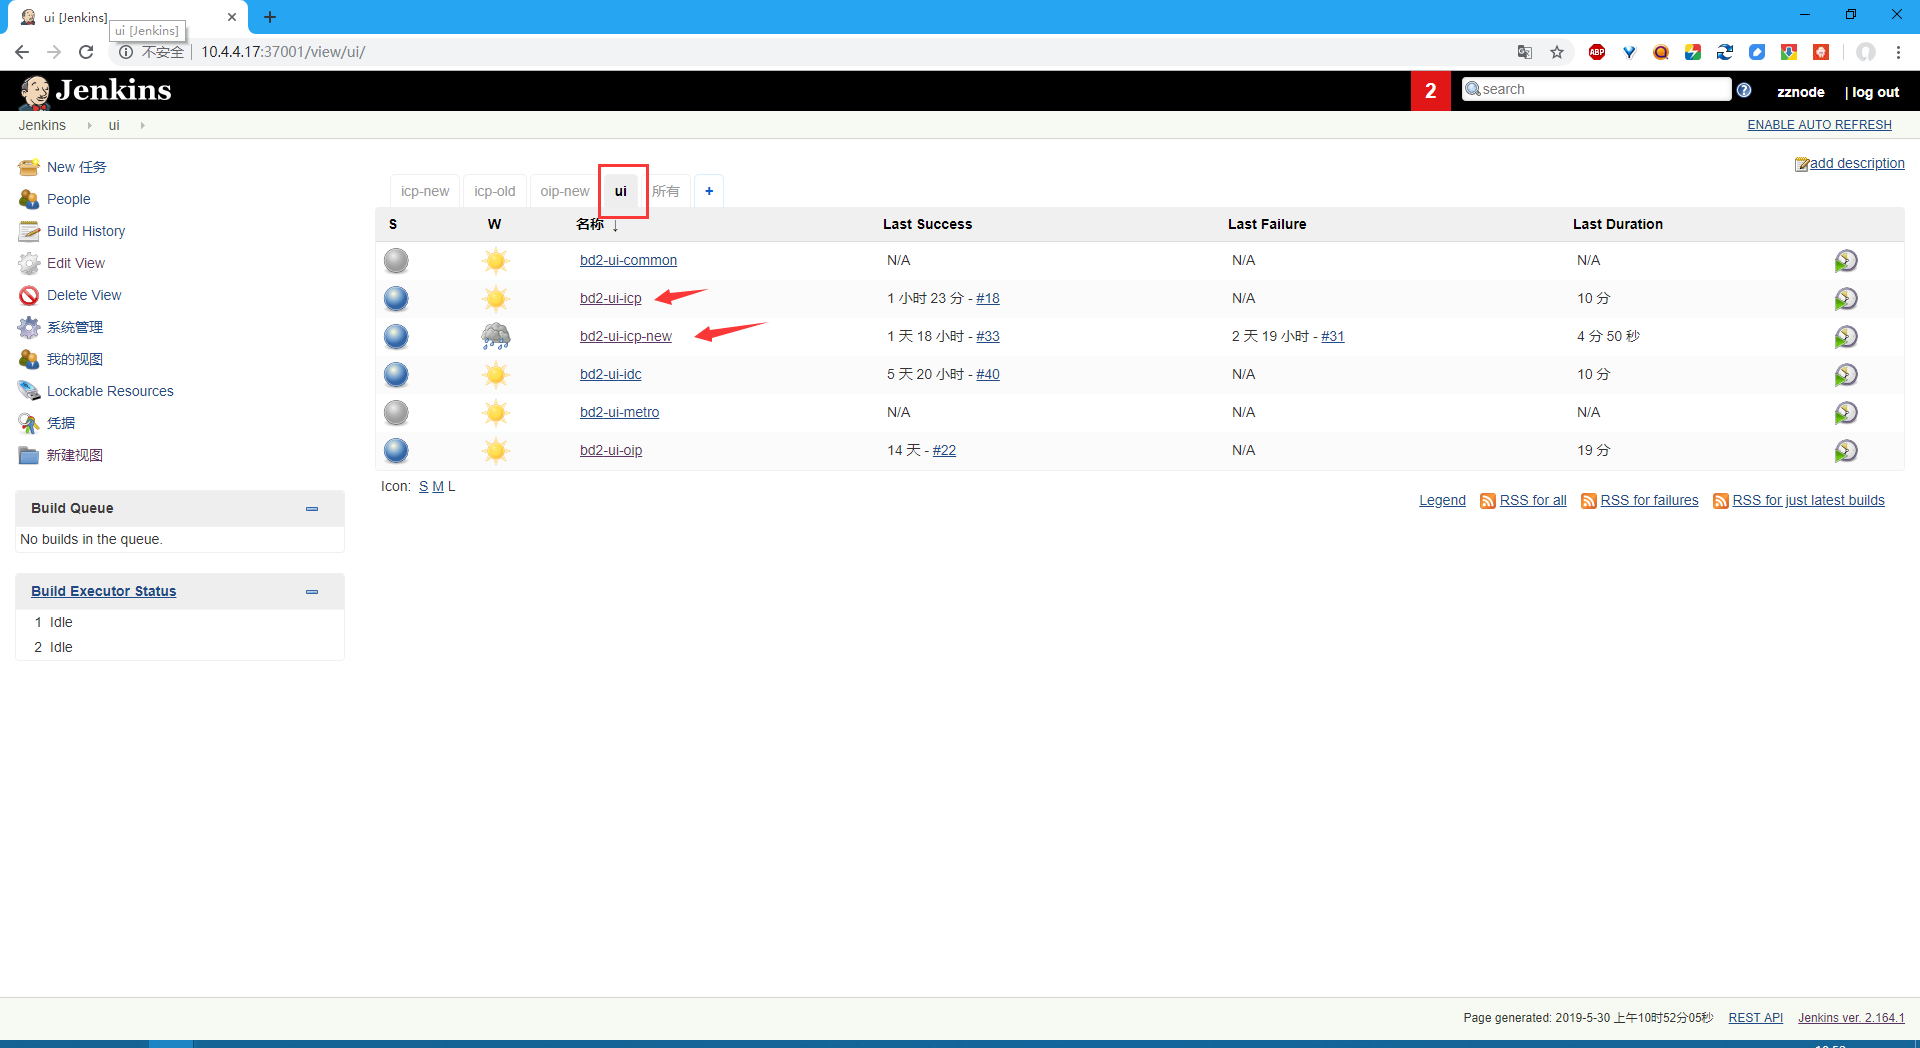 ui [Jenkins]
ui [Jenkins]
不安全 10.4.4.17:37001/view/ui/
ABP
Jenkins
2
search
zznode
| log out
Jenkins ui
ENABLE AUTO REFRESH
add description
New 任务
People
Build History
Edit View
Delete View
系统管理
我的视图
Lockable Resources
凭据
新建视图
Build Queue
No builds in the queue.
Build Executor Status
1 Idle
2 Idle
icp-new icp-old oip-new ui 所有 +
S W 名称 ↓ Last Success Last Failure Last Duration
bd2-ui-common N/A N/A N/A
bd2-ui-icp 1 小时 23 分 - #18 N/A 10 分
bd2-ui-icp-new 1 天 18 小时 - #33 2 天 19 小时 - #31 4 分 50 秒
bd2-ui-idc 5 天 20 小时 - #40 N/A 10 分
bd2-ui-metro N/A N/A N/A
bd2-ui-oip 14 天 - #22 N/A 19 分
Icon: S M L
Legend RSS for all RSS for failures RSS for just latest builds
Page generated: 2019-5-30 上午10时52分05秒 REST API Jenkins ver. 2.164.1